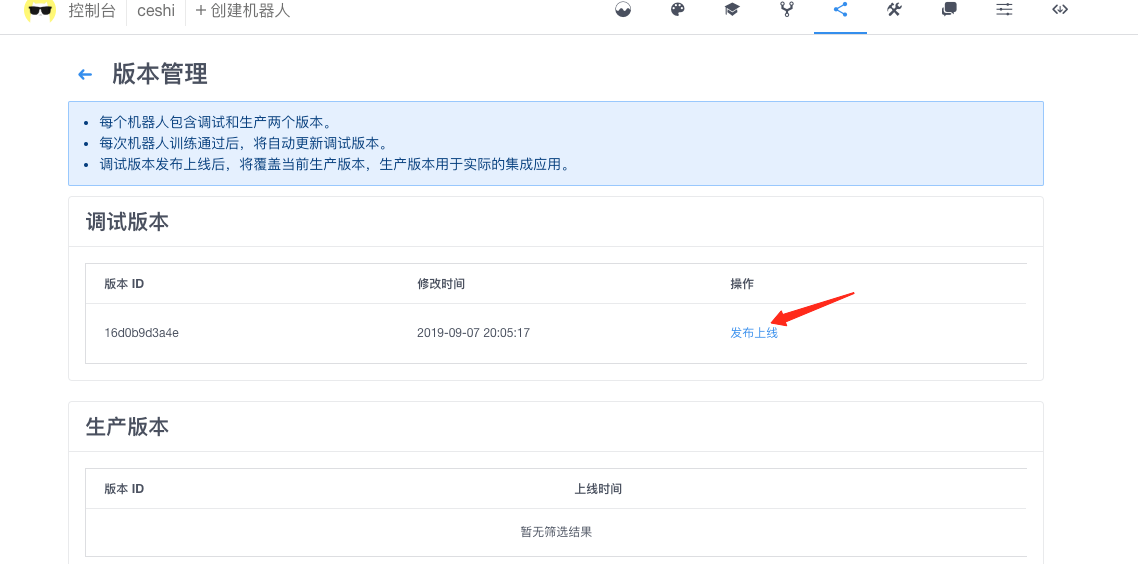 控制台 ceshi + 创建机器人
版本管理
每个机器人包含调试和生产两个版本。
每次机器人训练通过后，将自动更新调试版本。
调试版本发布上线后，将覆盖当前生产版本，生产版本用于实际的集成应用。
调试版本
版本 ID 修改时间 操作
16d0b9d3a4e 2019-09-07 20:05:17 发布上线
生产版本
版本 ID 上线时间
暂无筛选结果